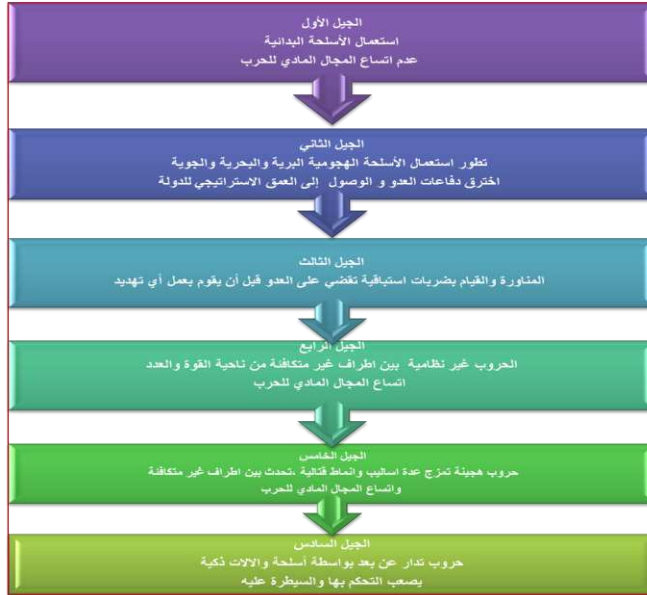 الجيل الأول
استعمال الأسلحة البدائية
عدم اتساع المجال المادي للحرب
الجيل الثاني
تطور استعمال الأسلحة الهجومية البرية والبحرية والجوية
اخترق دفاعات العدو و الوصول إلى العمق الاستراتيجي للدولة
الجيل الثالث
المناورة والقيام بضربات استباقية تقضي على العدو قبل أن يقوم بعمل أي تهديد
الجيل الرابع
الحروب غير نظامية بين اطراف غير متكافئة من ناحية القوة والعدد
اتساع المجال المادي للحرب
الجيل الخامس
حروب هجينة تمزج عدة اساليب وانماط قتالية ،تحدث بين اطراف غير متكافئة
واتساع المجال المادي للحرب
الجيل السادس
حروب تدار عن بعد بواسطة أسلحة والالات ذكية
يصعب التحكم بها والسيطرة عليه